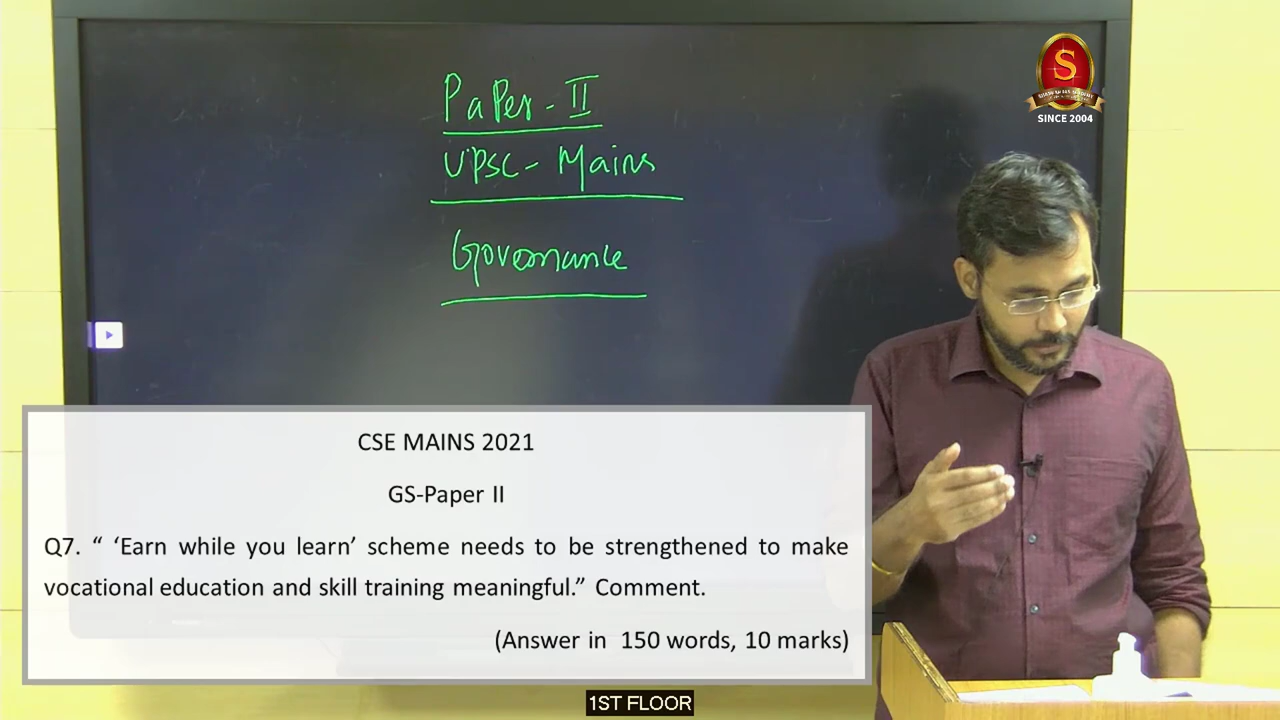 PaPer - II
UPSC - Mains
Governance
S
SINCE 2004
CSE MAINS 2021
GS-Paper II
Q7. “ ‘Earn while you learn’ scheme needs to be strengthened to make
vocational education and skill training meaningful.” Comment.
(Answer in 150 words, 10 marks)
1ST FLOOR